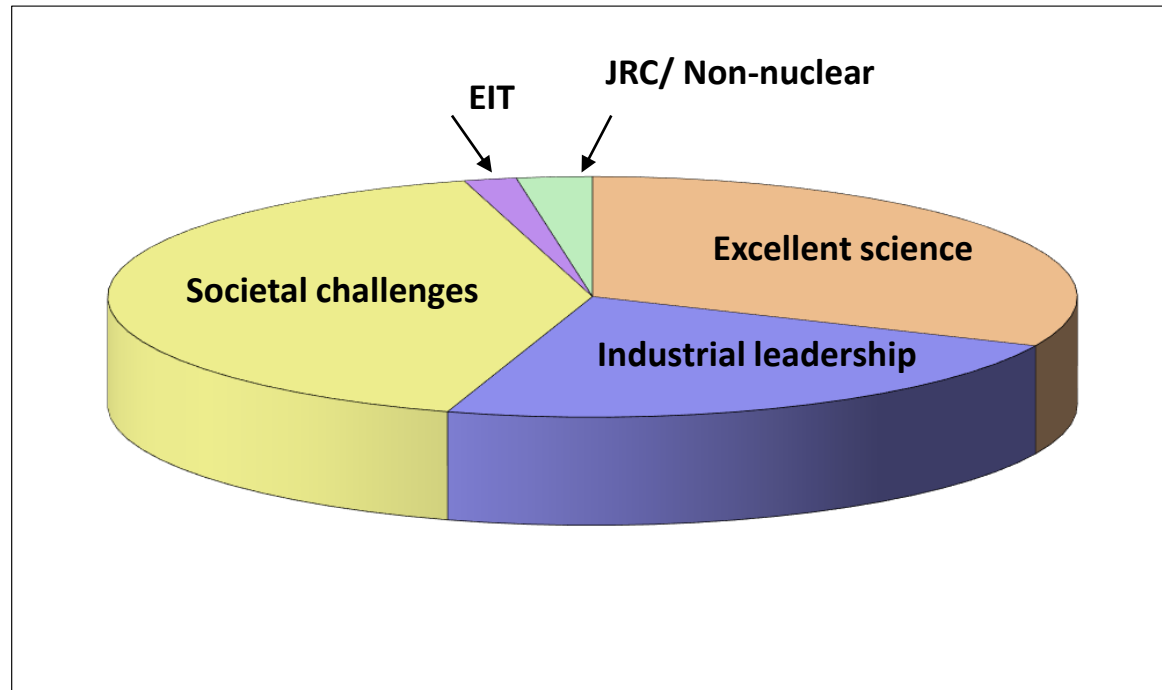 JRC/ Non-nuclear
EIT
Excellent science
Societal challenges
Industrial leadership